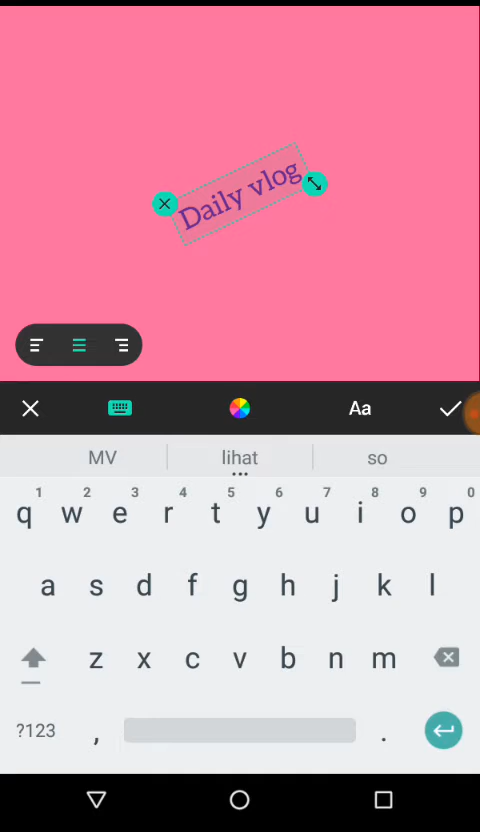 Daily vlog
Aa
MV lihat so
1 2 3 4 5 6 7 8 9 0
q w e r t y u i o p
a s d f g h j k l
z x c v b n m
?123 , .